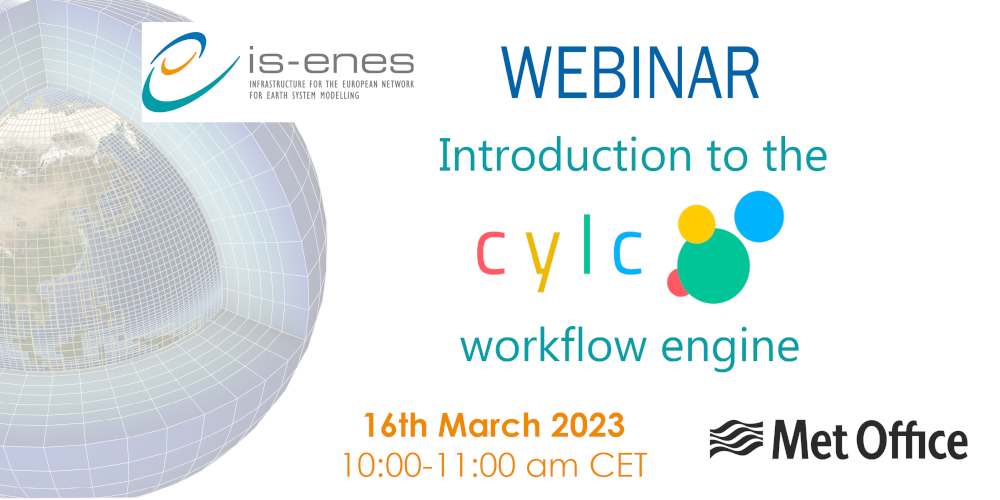 is-enes
INFRASTRUCTURE FOR THE EUROPEAN NETWORK
FOR EARTH SYSTEM MODELLING
WEBINAR
Introduction to the
cylc
workflow engine
16th March 2023
10:00-11:00 am CET
Met Office